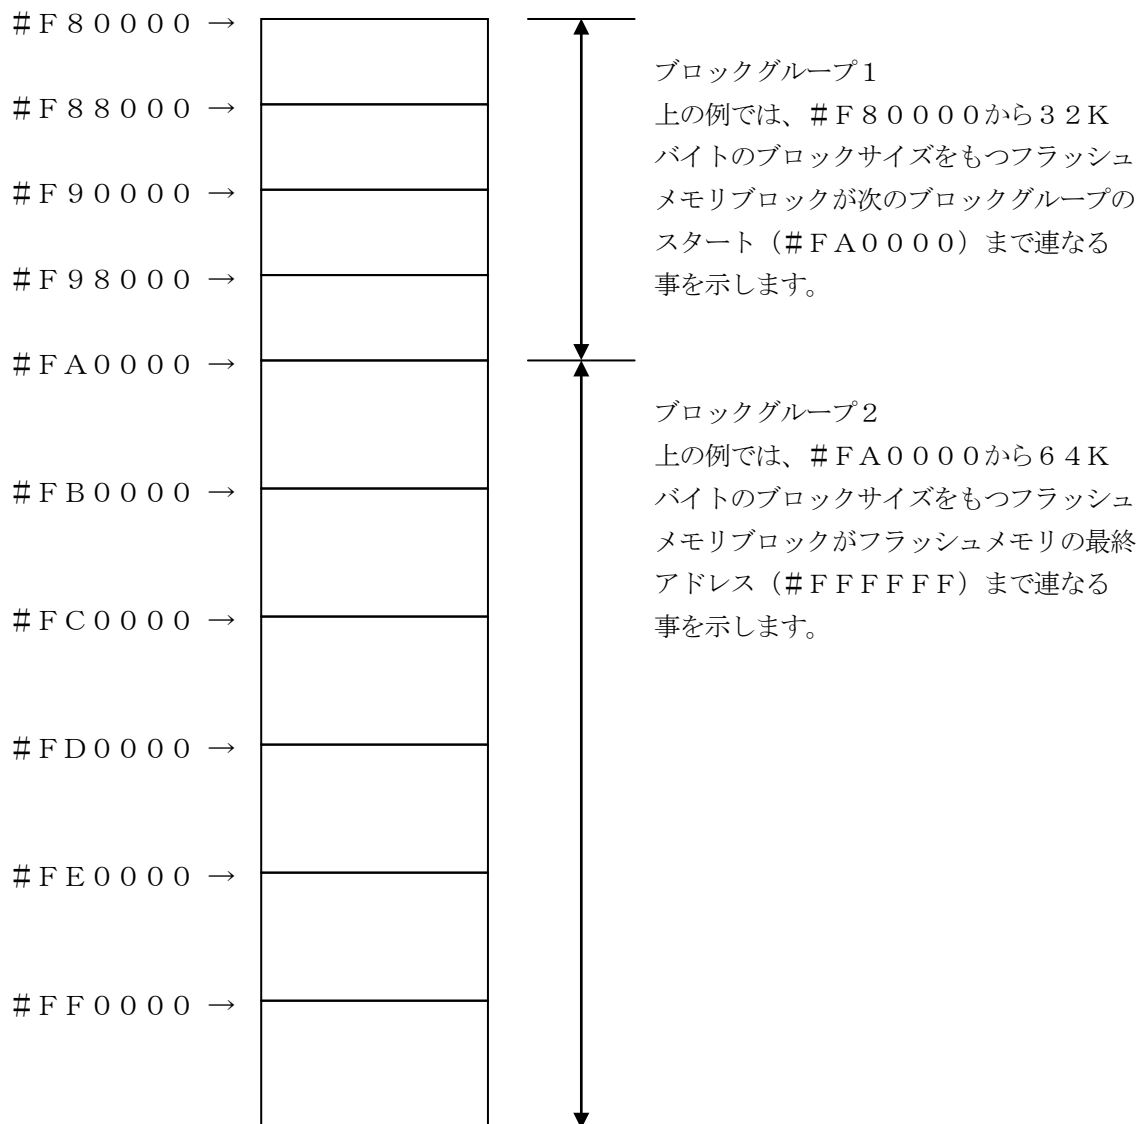 ＃Ｆ８００００ →
＃Ｆ８８０００ →
＃Ｆ９００００ →
＃Ｆ９８０００ →
＃ＦＡ００００ →
＃ＦＢ００００ →
＃ＦＣ００００ →
＃ＦＤ００００ →
＃ＦＥ００００ →
＃ＦＦ００００ →
ブロックグループ１
上の例では、＃Ｆ８００００から３２Ｋ
バイトのブロックサイズをもつフラッシュ
メモリブロックが次のブロックグループの
スタート（＃ＦＡ００００）まで連なる
事を示します。
ブロックグループ２
上の例では、＃ＦＡ００００から６４Ｋ
バイトのブロックサイズをもつフラッシュ
メモリブロックがフラッシュメモリの最終
アドレス（＃ＦＦＦＦＦＦ）まで連なる
事を示します。